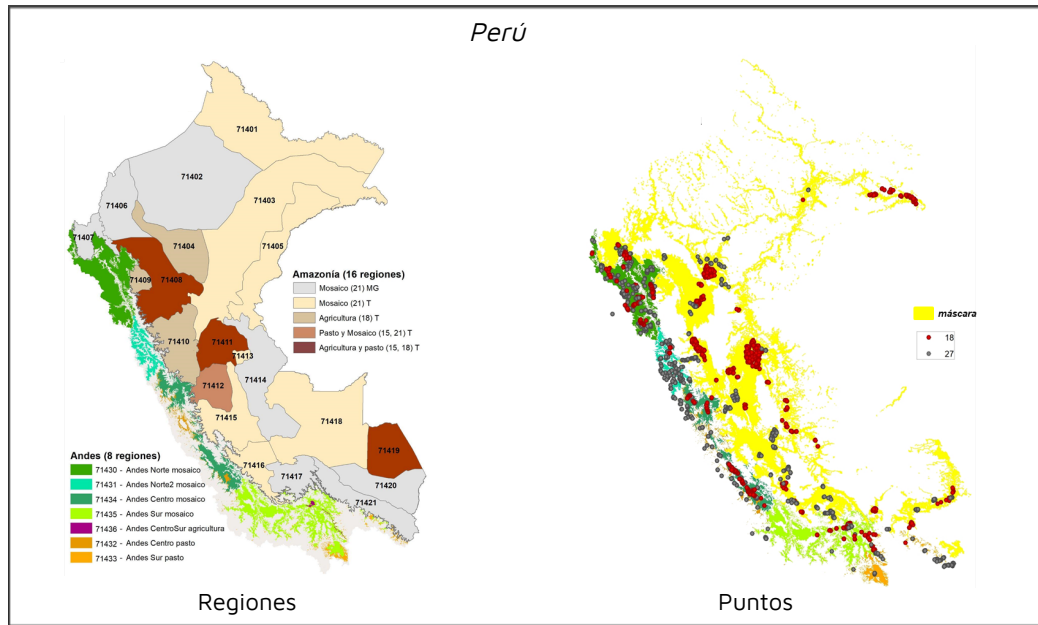 Perú
71401
71402
71403
71406
71404
71405
71407
71408
71409
71410
71411
71413
71412
71414
71415
71418
71416
71417
71419
71420
71421
Amazonía (16 regiones)
Mosaico (21) MG
Mosaico (21) T
Agricultura (18) T
Pasto y Mosaico (15, 21) T
Agricultura y pasto (15, 18) T
Andes (8 regiones)
71430 - Andes Norte mosaico
71431 - Andes Norte2 mosaico
71434 - Andes Centro mosaico
71435 - Andes Sur mosaico
71436 - Andes CentroSur agricultura
71432 - Andes Centro pasto
71433 - Andes Sur pasto
máscara
18
27
Regiones
Puntos